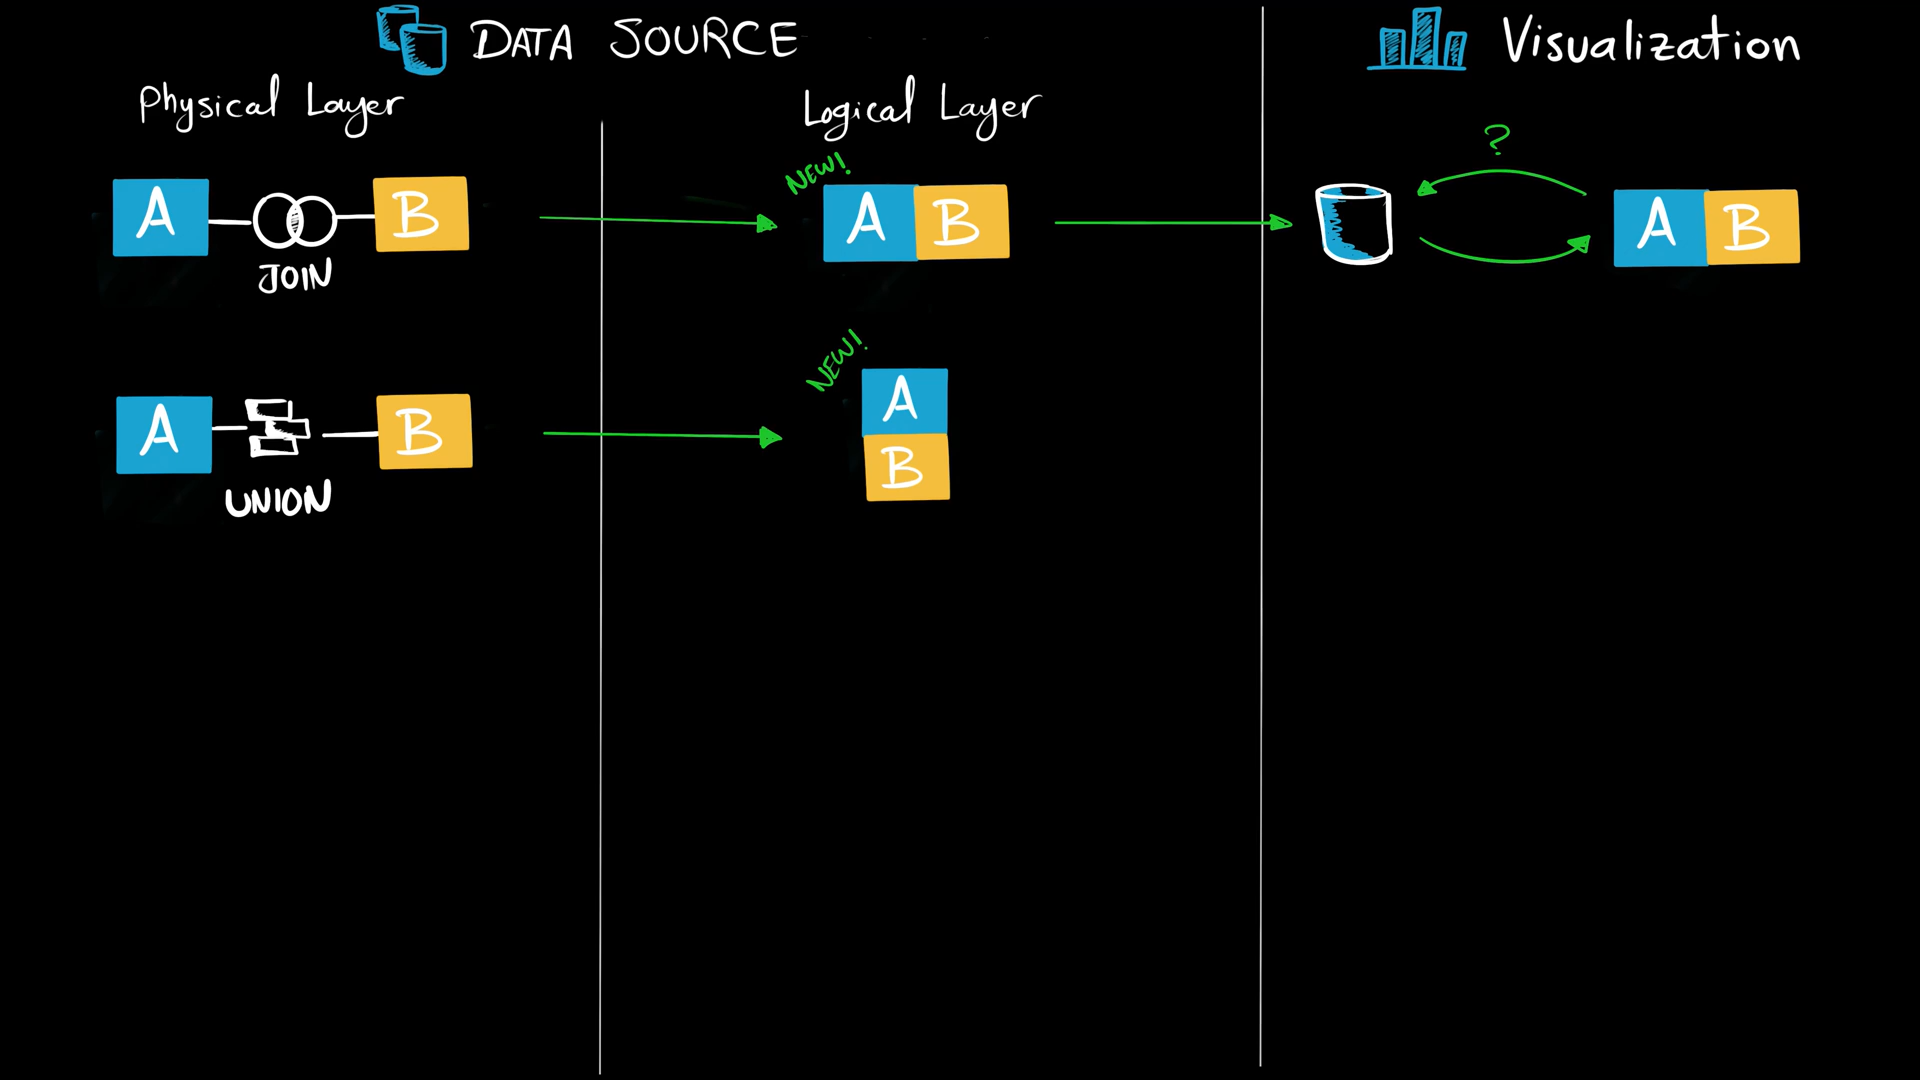 DATA SOURCE
Visualization
Physical Layer
Logical Layer
?
NEW!
A
B
A B
A B
JOIN
NEW!
A
A
B
B
UNION